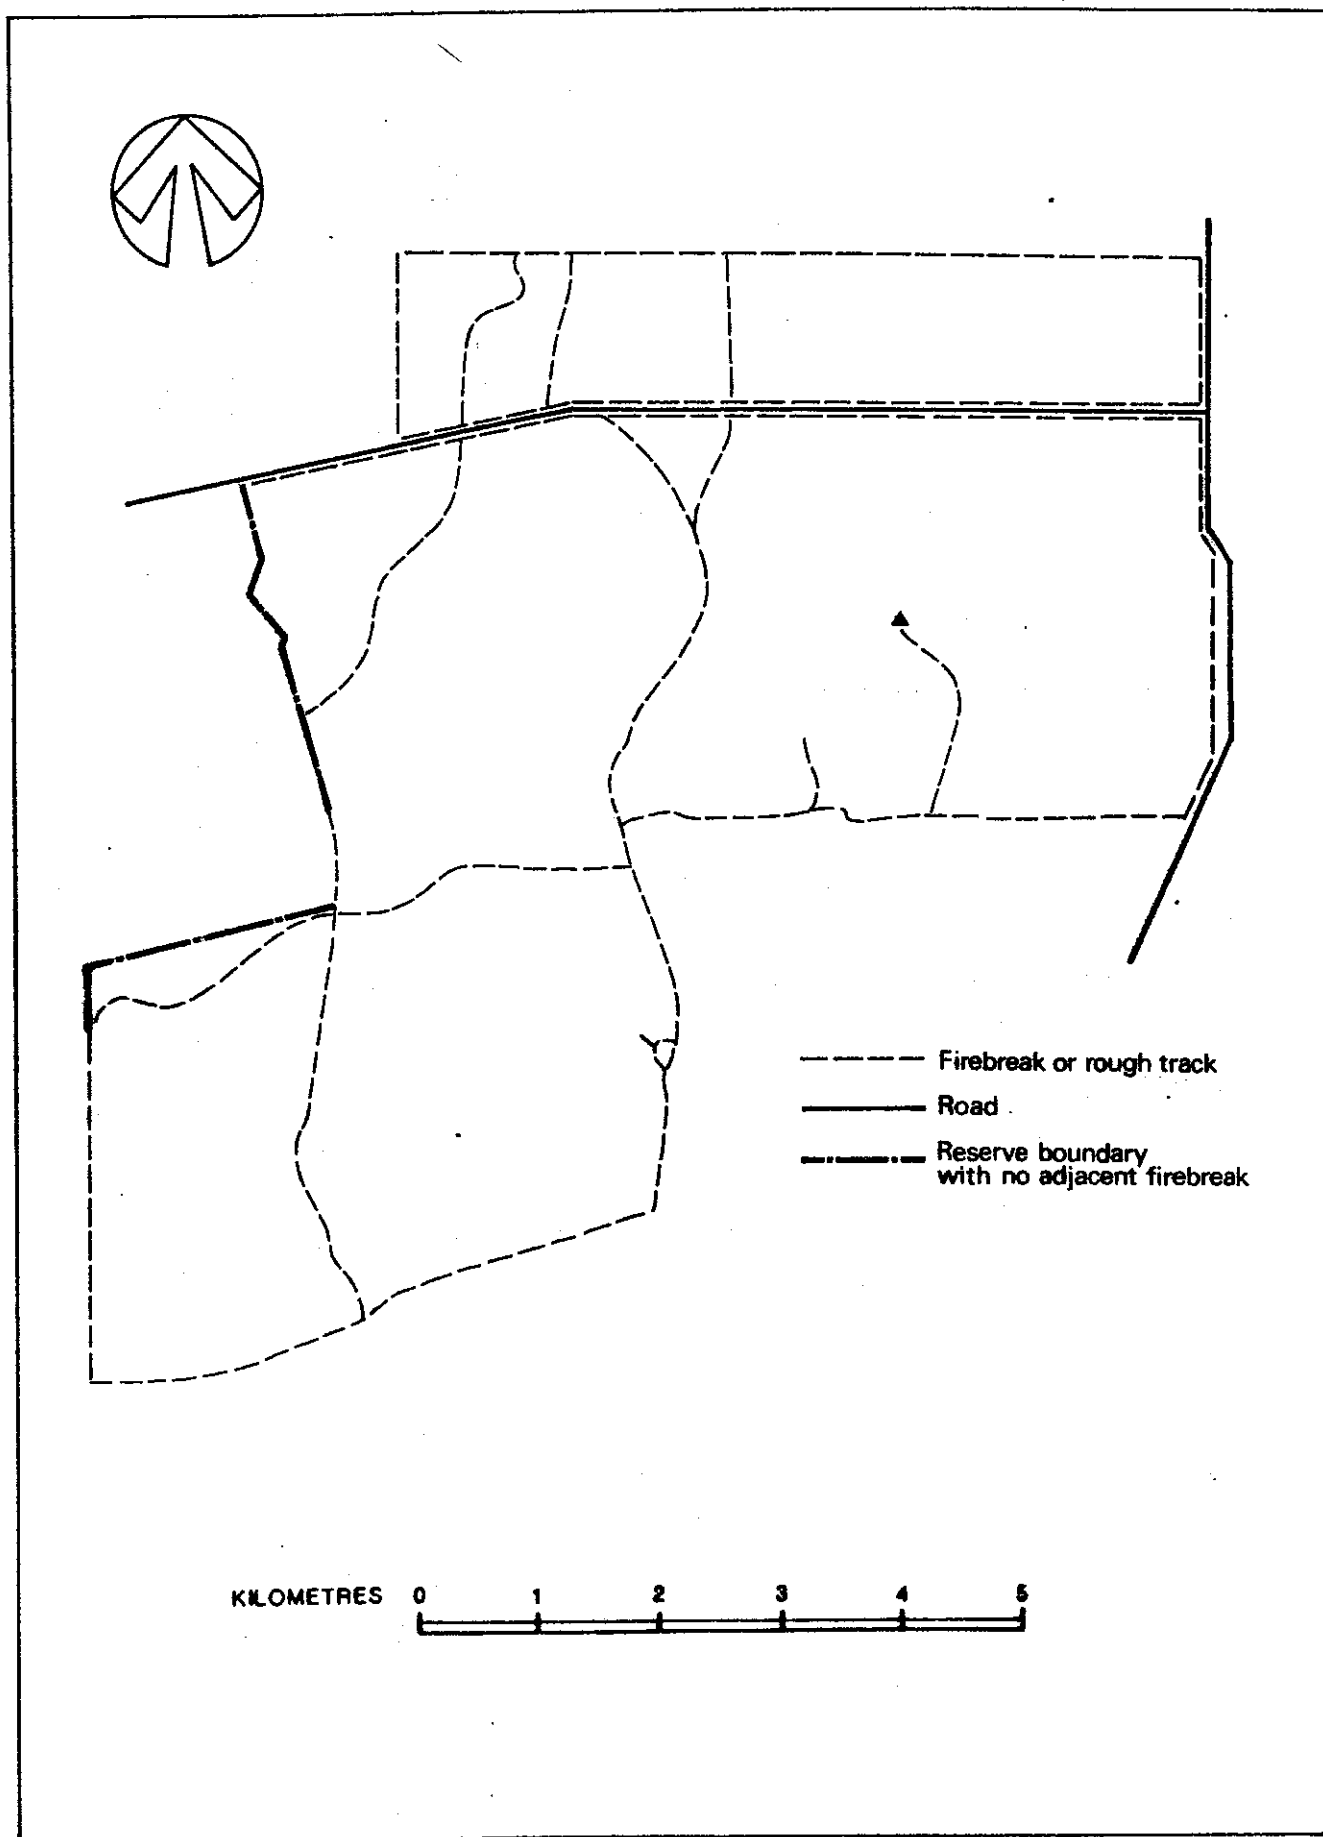 Firebreak or rough track
Road
Reserve boundary
with no adjacent firebreak
KILOMETRES 0 1 2 3 4 5